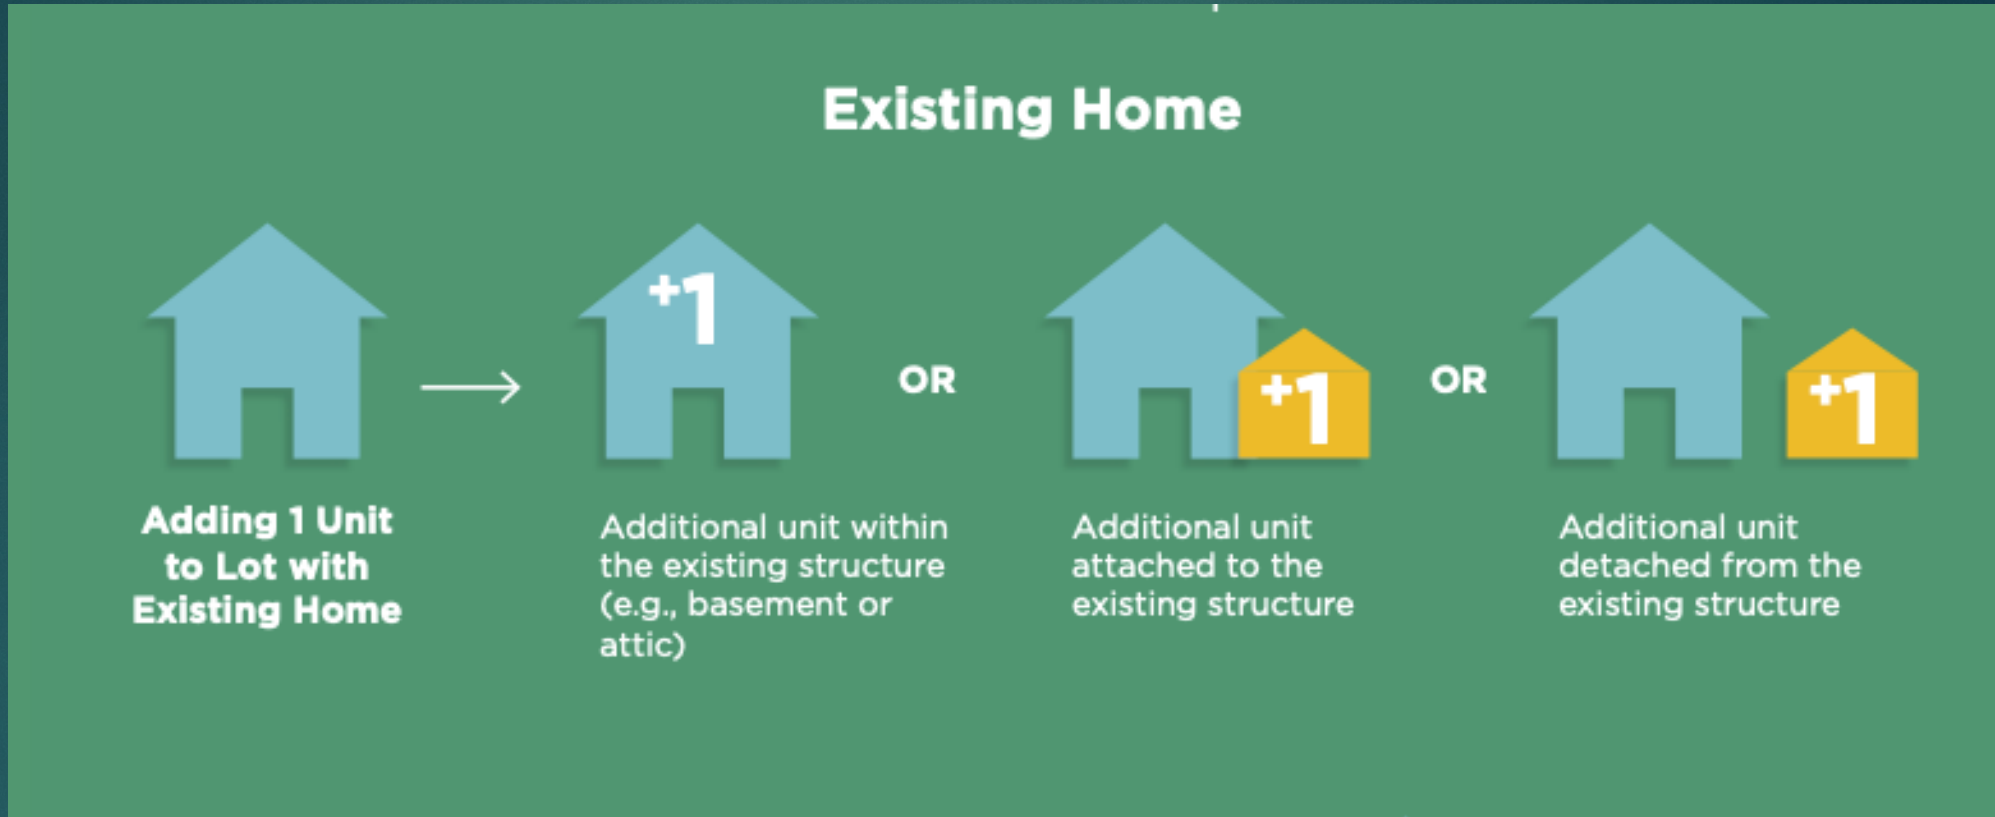 Existing Home
+1
OR
+1
OR
+1
Adding 1 Unit
to Lot with
Existing Home
Additional unit within
the existing structure
(e.g., basement or
attic)
Additional unit
attached to the
existing structure
Additional unit
detached from the
existing structure